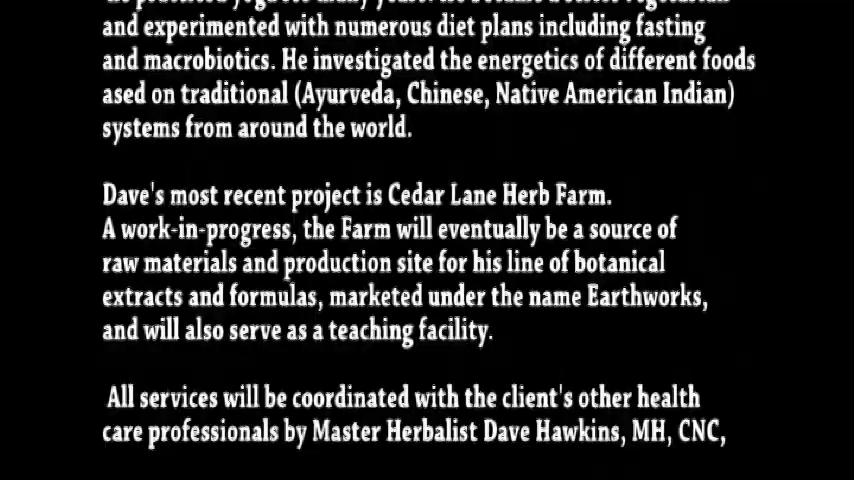 and experimented with numerous diet plans including fasting
and macrobiotics. He investigated the energetics of different foods
ased on traditional (Ayurveda, Chinese, Native American Indian)
systems from around the world.
Dave's most recent project is Cedar Lane Herb Farm.
A work-in-progress, the Farm will eventually be a source of
raw materials and production site for his line of botanical
extracts and formulas, marketed under the name Earthworks,
and will also serve as a teaching facility.
All services will be coordinated with the client's other health
care professionals by Master Herbalist Dave Hawkins, MH, CNC,